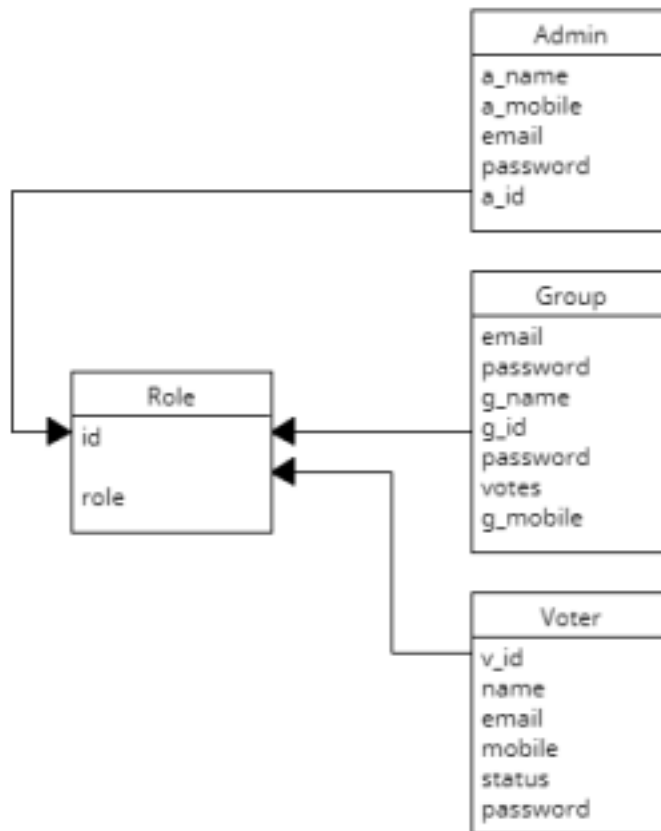 Admin
a_name
a_mobile
email
password
a_id
Group
email
password
g_name
g_id
password
votes
g_mobile
Role
id
role
Voter
v_id
name
email
mobile
status
password